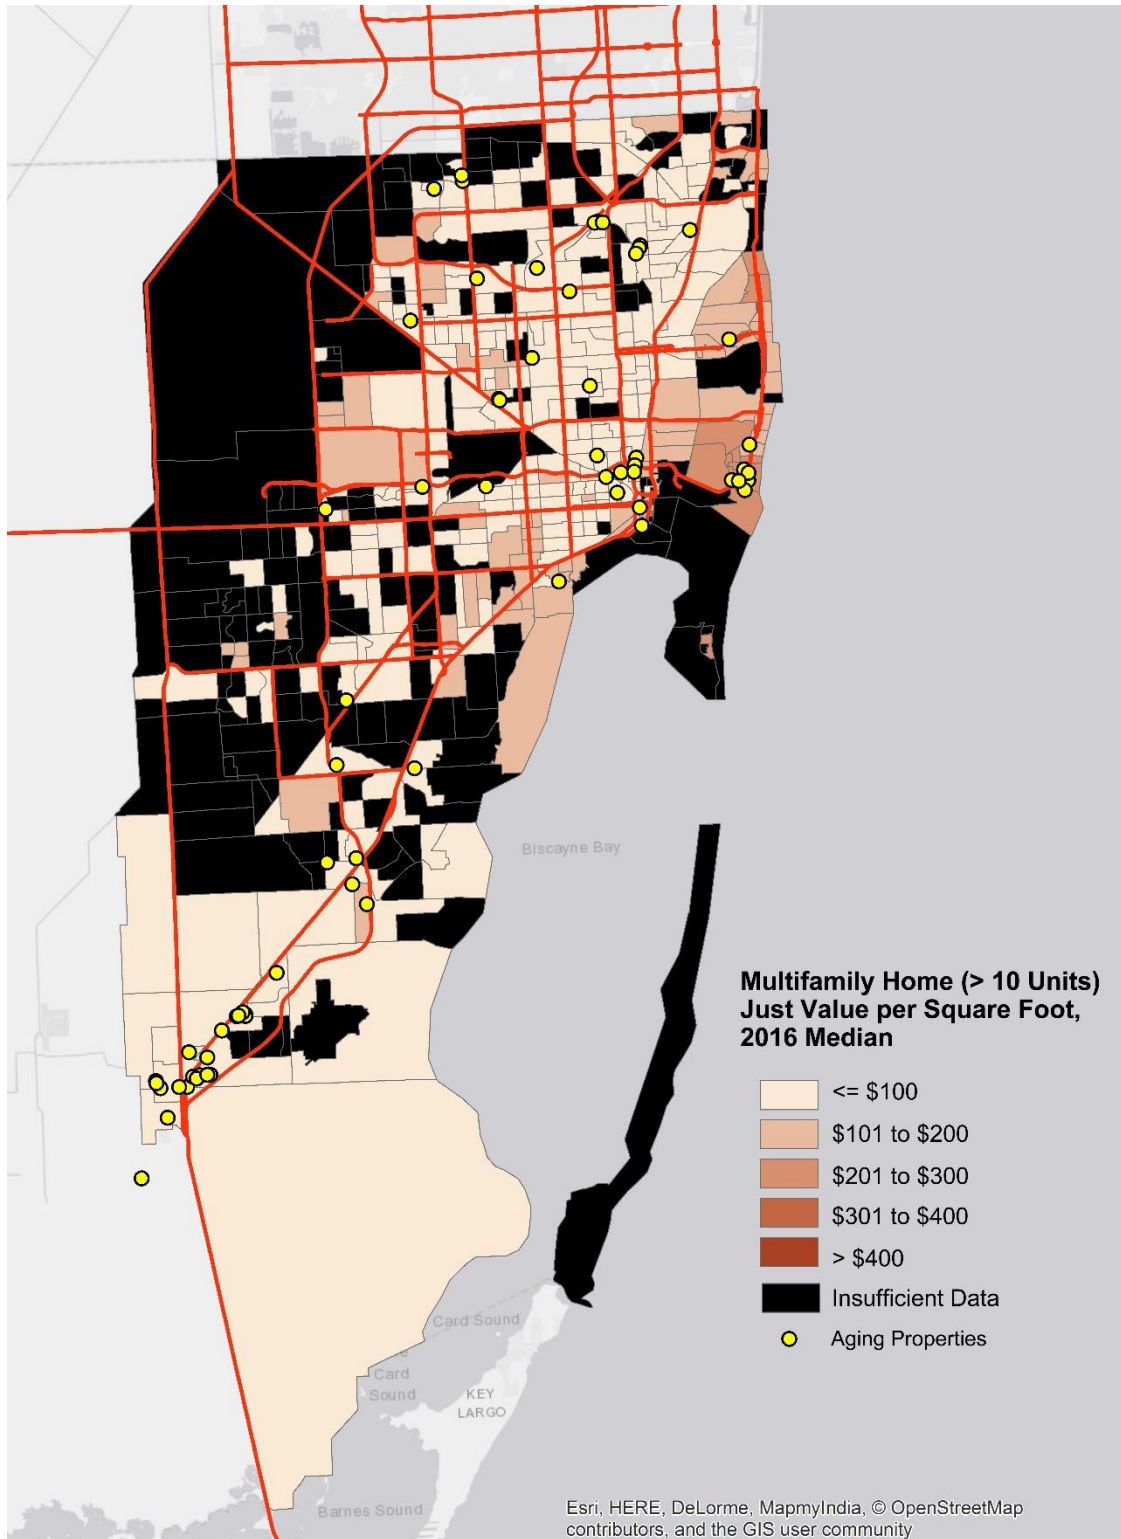 Biscayne Bay
Multifamily Home (> 10 Units)
Just Value per Square Foot,
2016 Median
<= $100
$101 to $200
$201 to $300
$301 to $400
> $400
Insufficient Data
Aging Properties
Card Sound
Card
Sound
KEY
LARGO
Barnes Sound
Esri, HERE, DeLorme, MapmyIndia, © OpenStreetMap
contributors, and the GIS user community